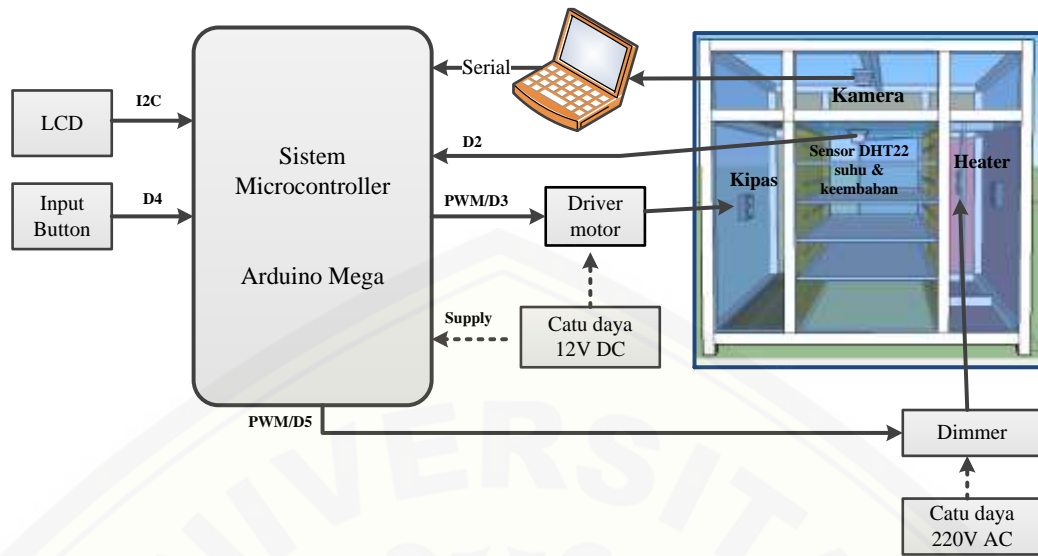 LCD
I2C
Input
Button
D4
Sistem
Microcontroller
Arduino Mega
Serial
D2
PWM/D3
Driver
motor
Supply
Catu daya
12V DC
Kamera
Sensor DHT22
suhu &
keembaban
Kipas
Heater
PWM/D5
Dimmer
Catu daya
220V AC
UNIVERSIT